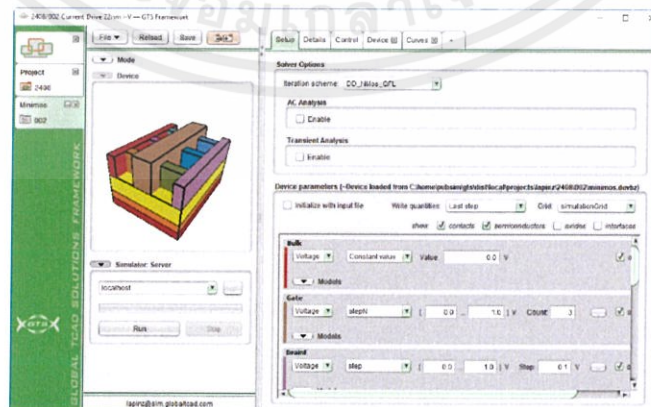 2408/002 Current Drive 22nm >V — GTS Framework
File Reload Save
Setup Details Control Device Curves +
Mode
Device
Project
2408
Minimos
002
Solver Options
Iteration scheme:
AC Analysis
Enable
Transient Analysis
Enable
Initialize with input file Write quantities Last step Grid simulationGrid
show contacts semiconductors oxides interfaces
Bulk
Voltage Constant value Value 0.0 V
Models
Gate
Voltage stepN [ 0.0 .. 1.0 ] V Count 3
Models
Voltage step [ 0.0 1.0 ] V Step 0.1 V
Simulator: Server
localhost
Run Stop
GLOBAL TCAD SOLUTIONS FRAMEWORK
GTS